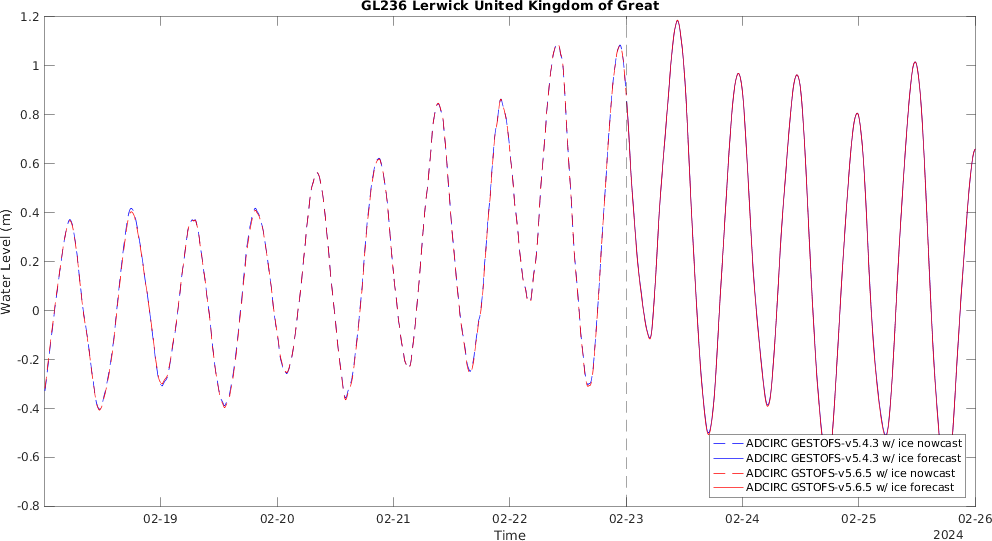 GL236 Lerwick United Kingdom of Great
1.2
1
0.8
0.6
0.4
0.2
0
-0.2
-0.4
-0.6
-0.8
Water Level (m)
ADCIRC GESTOFS-v5.4.3 w/ ice nowcast
ADCIRC GESTOFS-v5.4.3 w/ ice forecast
ADCIRC GSTOFS-v5.6.5 w/ ice nowcast
ADCIRC GSTOFS-v5.6.5 w/ ice forecast
02-19 02-20 02-21 02-22 02-23 02-24 02-25 02-26
Time 2024